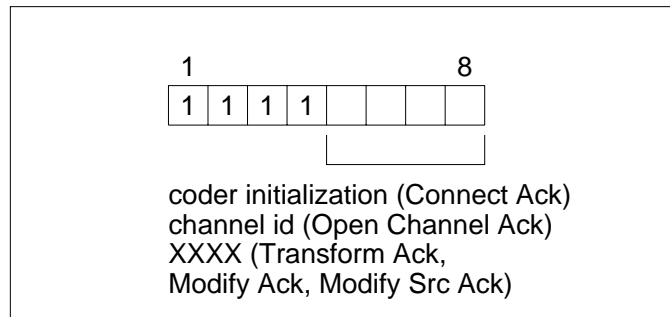 1 8
1 1 1 1
coder initialization (Connect Ack)
channel id (Open Channel Ack)
XXXX (Transform Ack,
Modify Ack, Modify Src Ack)